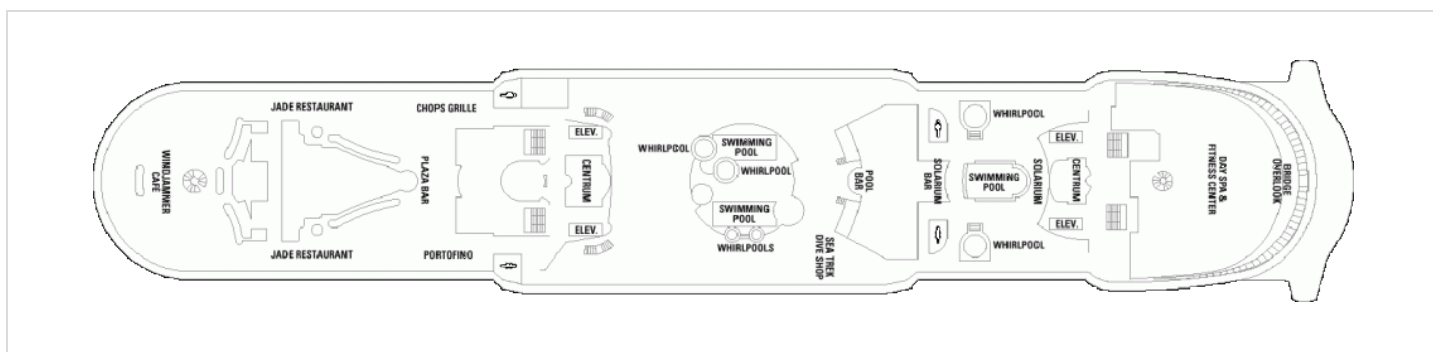 JADE RESTAURANT
CHOPS GRILLE
WINDJAMMER
CAFÉ
PLAZA BAR
JADE RESTAURANT
PORTOFINO
ELEV.
CENTRUM
ELEV.
WHIRLPOOL
SWIMMING
POOL
WHIRLPOOL
SWIMMING
POOL
WHIRLPOOLS
POOL
BAR
SEA TREK
DIVE SHOP
SOLARIUM
BAR
WHIRLPOOL
SWIMMING
POOL
WHIRLPOOL
SOLARIUM
ELEV.
CENTRUM
ELEV.
DAY SPA &
FITNESS CENTER
BRIDGE
OVERLOOK